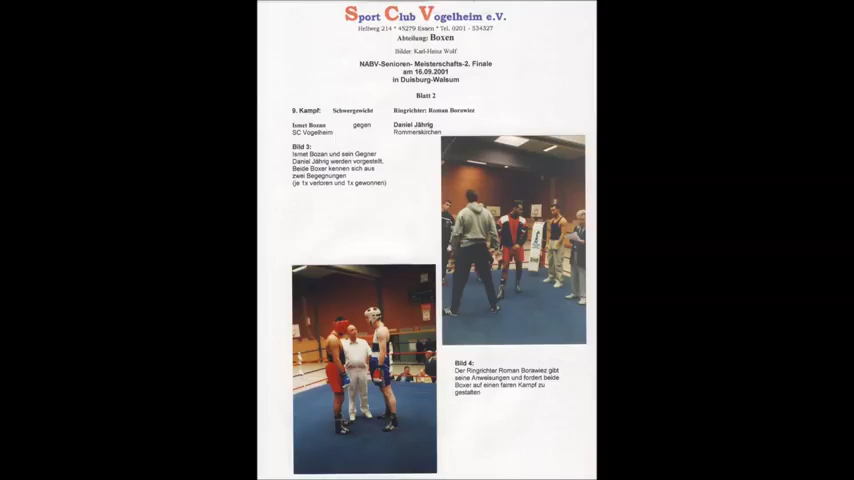 Sport Club Vogelheim e.V.
Hellweg 214 * 45279 Essen * Tel. 0201 - 534327
Abteilung: Boxen
Bilder: Karl-Heinz Wolf
NABV-Senioren- Meisterschafts-2. Finale
am 16.09.2001
in Duisburg-Walsum
Blatt 2
9. Kampf: Schwergewicht Ringrichter: Roman Borawiez
Ismet Bozan gegen Daniel Jährig
SC Vogelheim Rommerskirchen
Bild 3:
Ismet Bozan und sein Gegner
Daniel Jährig werden vorgestellt.
Beide Boxer kennen sich aus
zwei Begegnungen
(je 1x verloren und 1x gewonnen)
Bild 4:
Der Ringrichter Roman Borawiez gibt
seine Anweisungen und fordert beide
Boxer auf einen fairen Kampf zu
gestalten